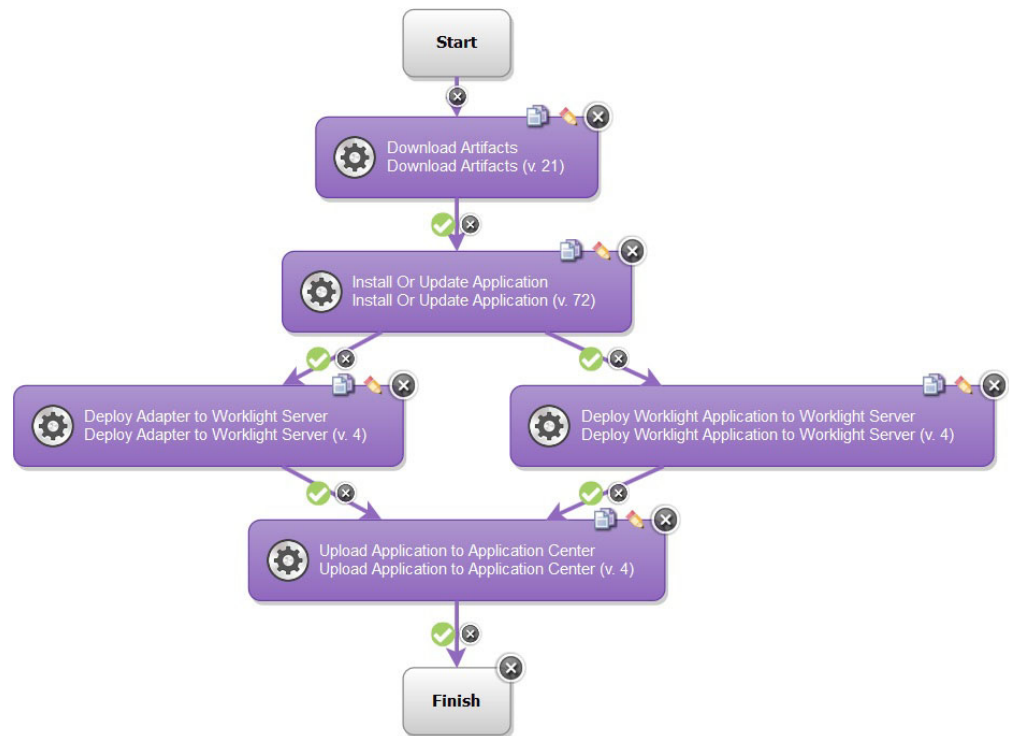 Start
Download Artifacts
Download Artifacts (v. 21)
Install Or Update Application
Install Or Update Application (v. 72)
Deploy Adapter to Worklight Server
Deploy Adapter to Worklight Server (v. 4)
Deploy Worklight Application to Worklight Server
Deploy Worklight Application to Worklight Server (v. 4)
Upload Application to Application Center
Upload Application to Application Center (v. 4)
Finish